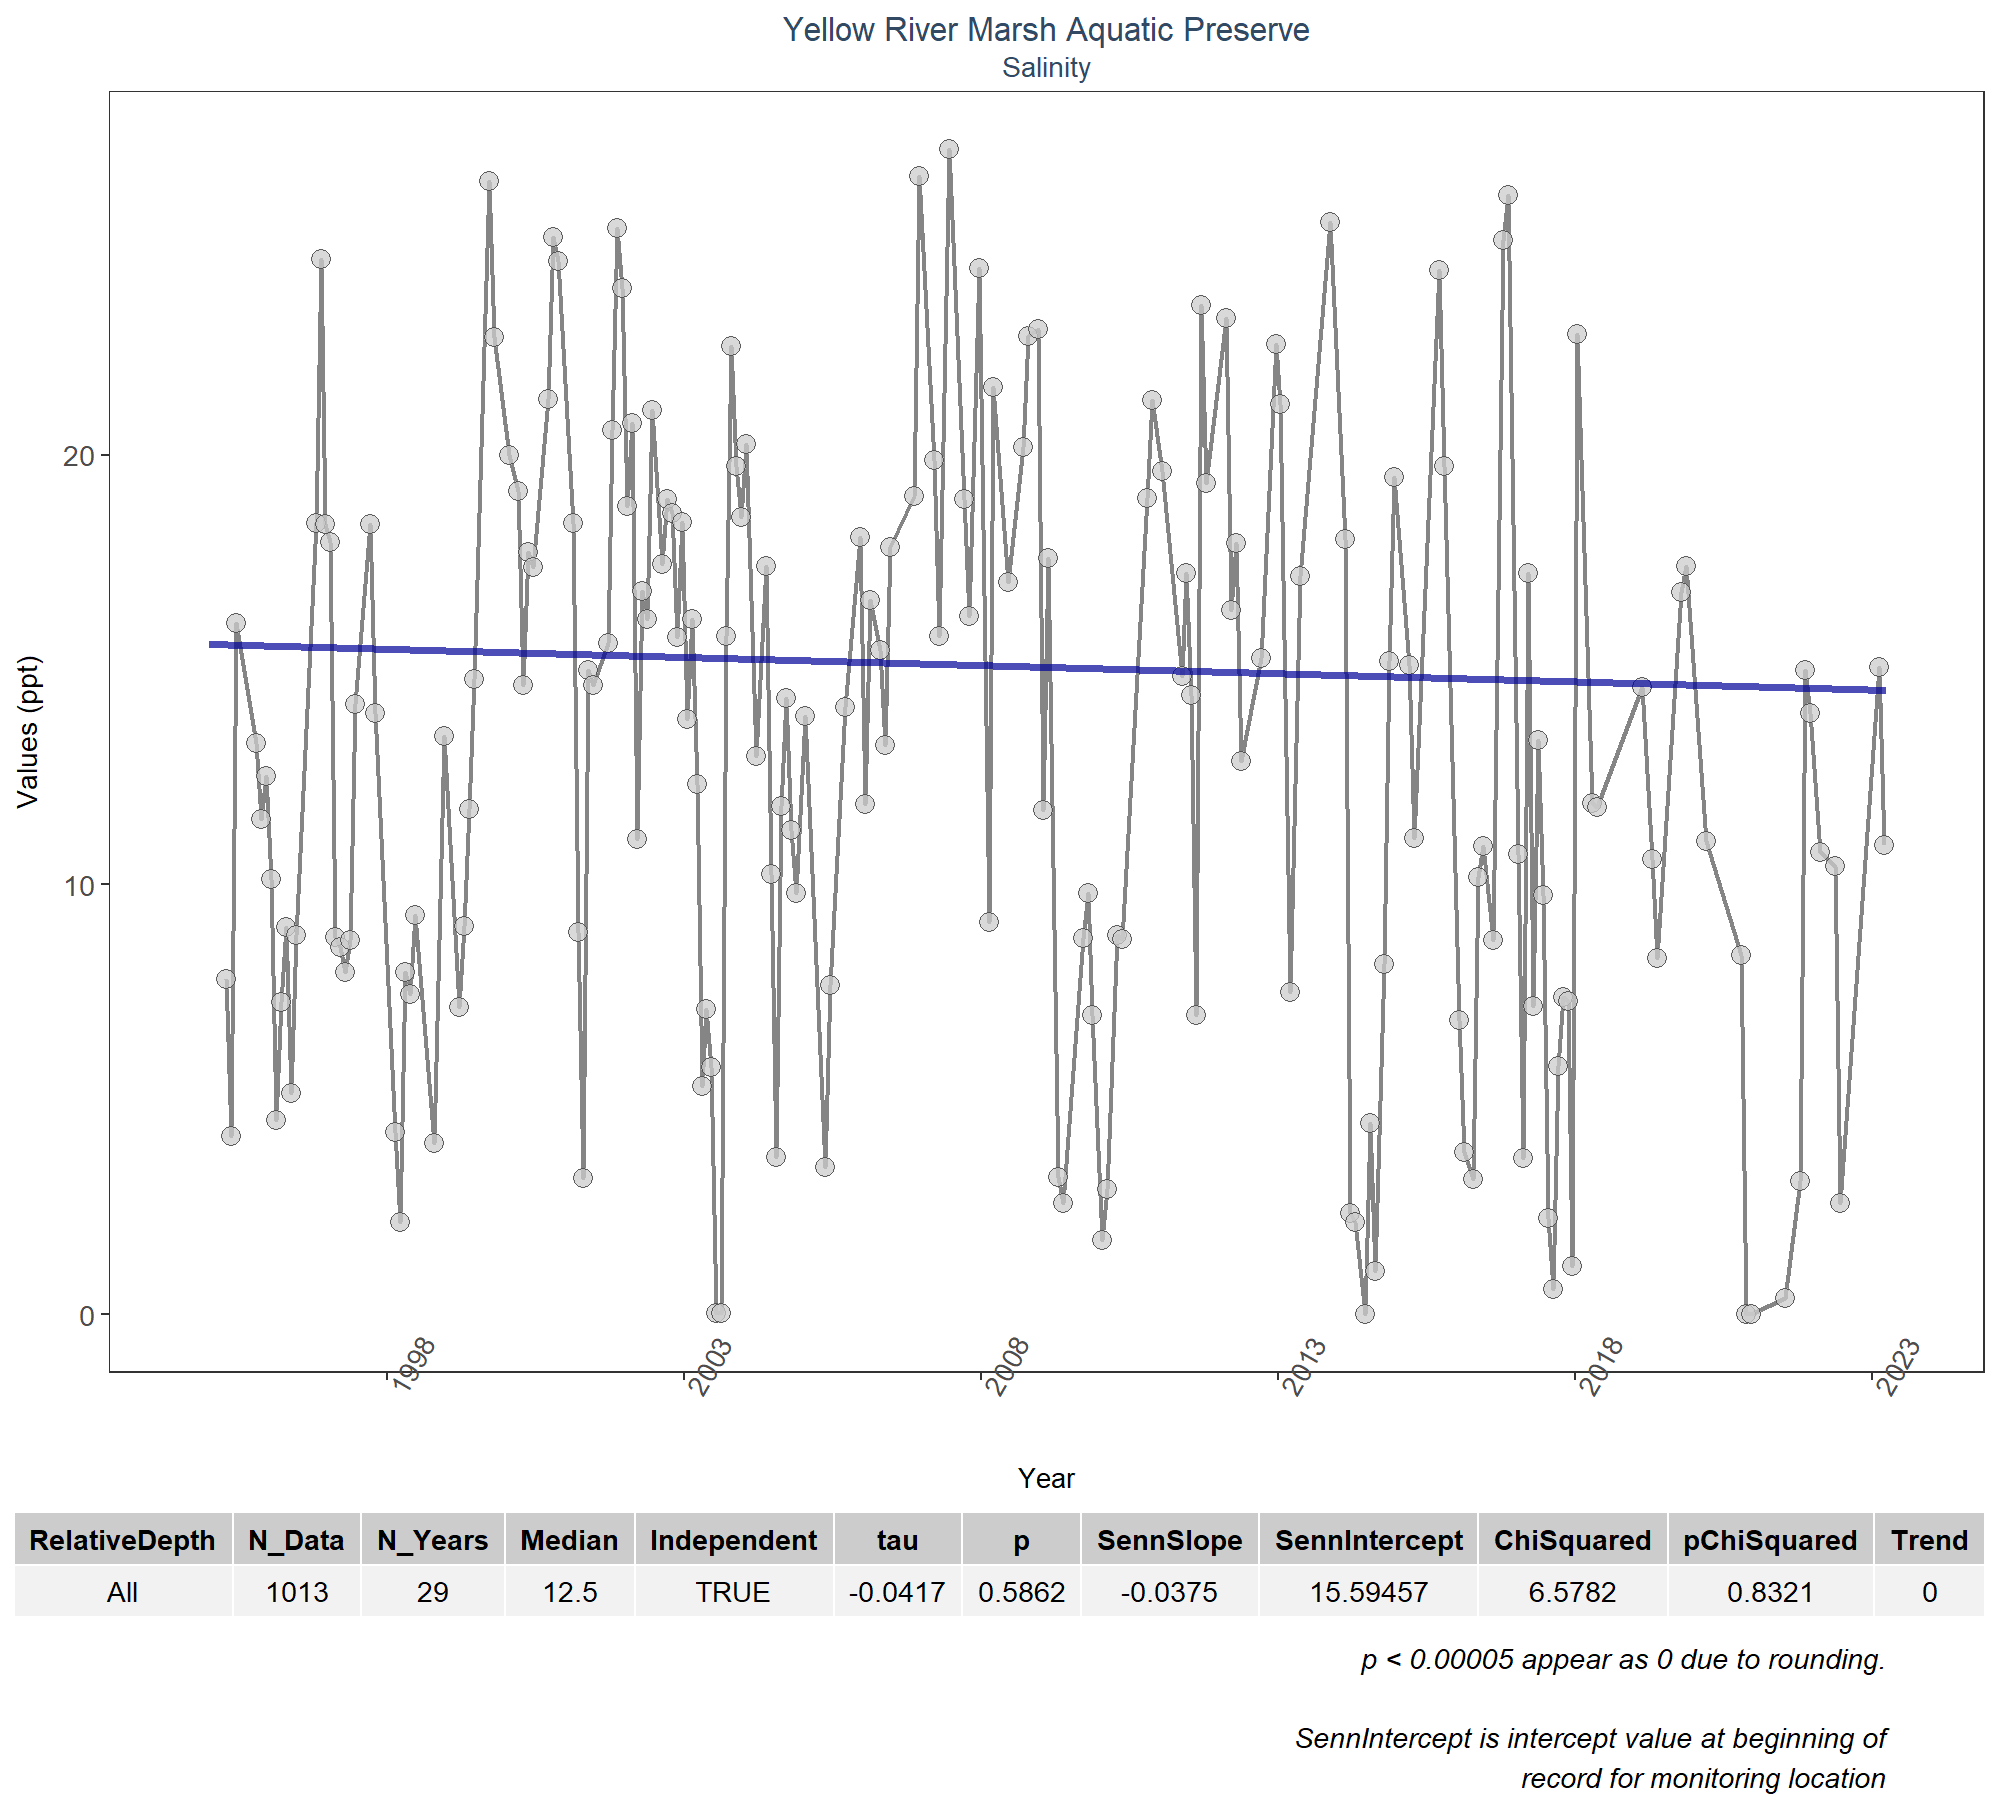 Yellow River Marsh Aquatic Preserve
Salinity
Values (ppt)
20
10
0
1998 2003 2008 2013 2018 2023
Year
RelativeDepth N_Data N_Years Median Independent tau p SennSlope SennIntercept ChiSquared pChiSquared Trend
All 1013 29 12.5 TRUE -0.0417 0.5862 -0.0375 15.59457 6.5782 0.8321 0
p < 0.00005 appear as 0 due to rounding.
SennIntercept is intercept value at beginning of
record for monitoring location